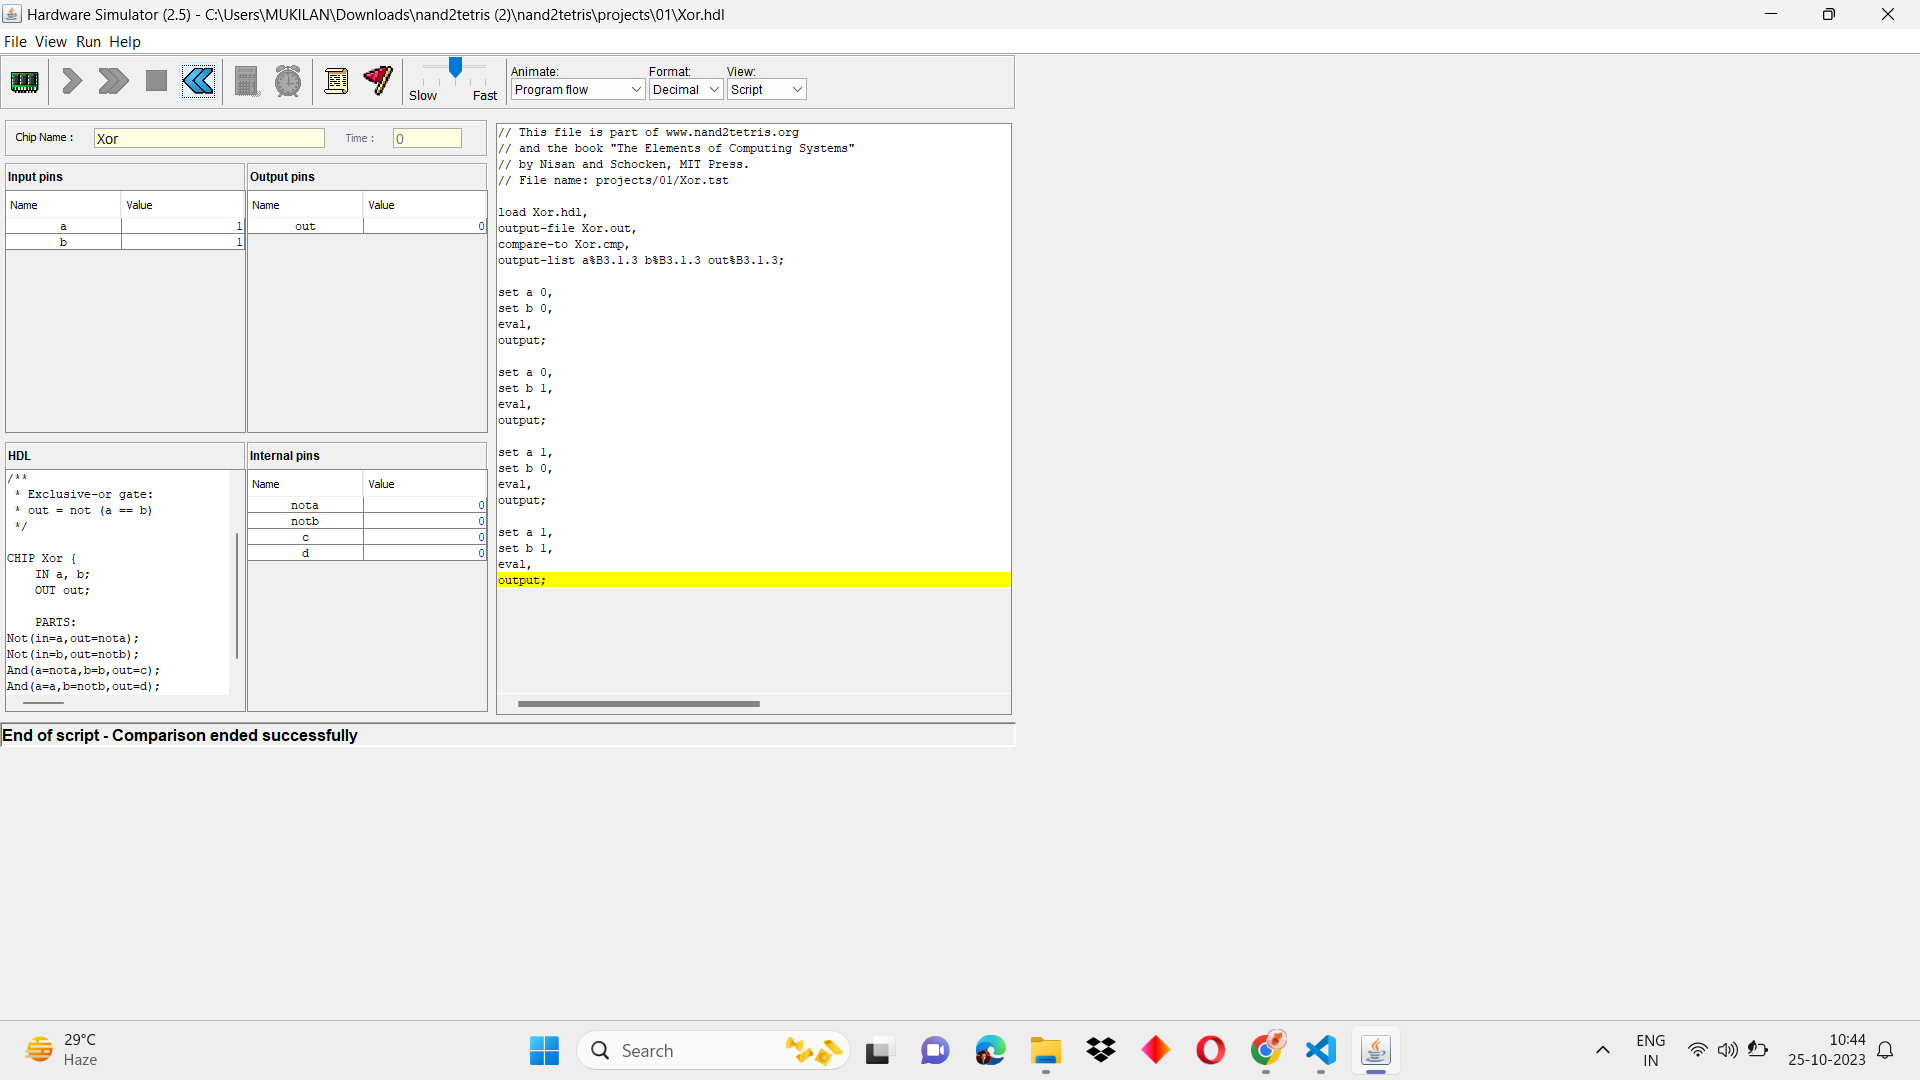 Hardware Simulator (2.5) - C:\Users\MUKILAN\Downloads\nand2tetris (2)\nand2tetris\projects\01\Xor.hdl
File View Run Help
Slow Fast
Animate:
Program flow
Format:
Decimal
View:
Script
Chip Name : Xor Time : 0
Input pins
Name Value
a 1
b 1
Output pins
Name Value
out 0
HDL
/**
* Exclusive-or gate:
* out = not (a == b)
*/
CHIP Xor {
IN a, b;
OUT out;
PARTS:
Not(in=a,out=nota);
Not(in=b,out=notb);
And(a=nota,b=b,out=c);
And(a=a,b=notb,out=d);
Internal pins
Name Value
nota 0
notb 0
c 0
d 0
// This file is part of www.nand2tetris.org
// and the book "The Elements of Computing Systems"
// by Nisan and Schocken, MIT Press.
// File name: projects/01/Xor.tst
load Xor.hdl,
output-file Xor.out,
compare-to Xor.cmp,
output-list a%B3.1.3 b%B3.1.3 out%B3.1.3;
set a 0,
set b 0,
eval,
output;
set a 0,
set b 1,
eval,
output;
set a 1,
set b 0,
eval,
output;
set a 1,
set b 1,
eval,
output;
End of script - Comparison ended successfully
29°C
Haze
Search
ENG
IN
10:44
25-10-2023